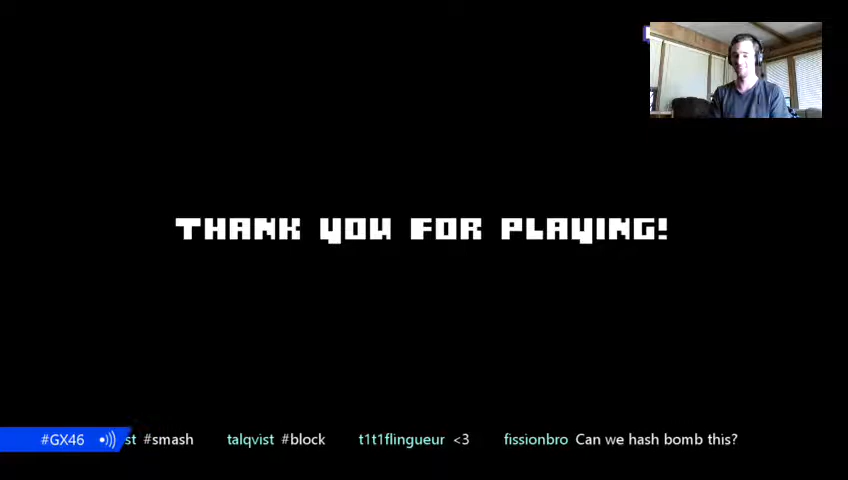 THANK YOU FOR PLAYING!
#GX46 st #smash talqvist #block t1t1flingueur <3 fissionbro Can we hash bomb this?